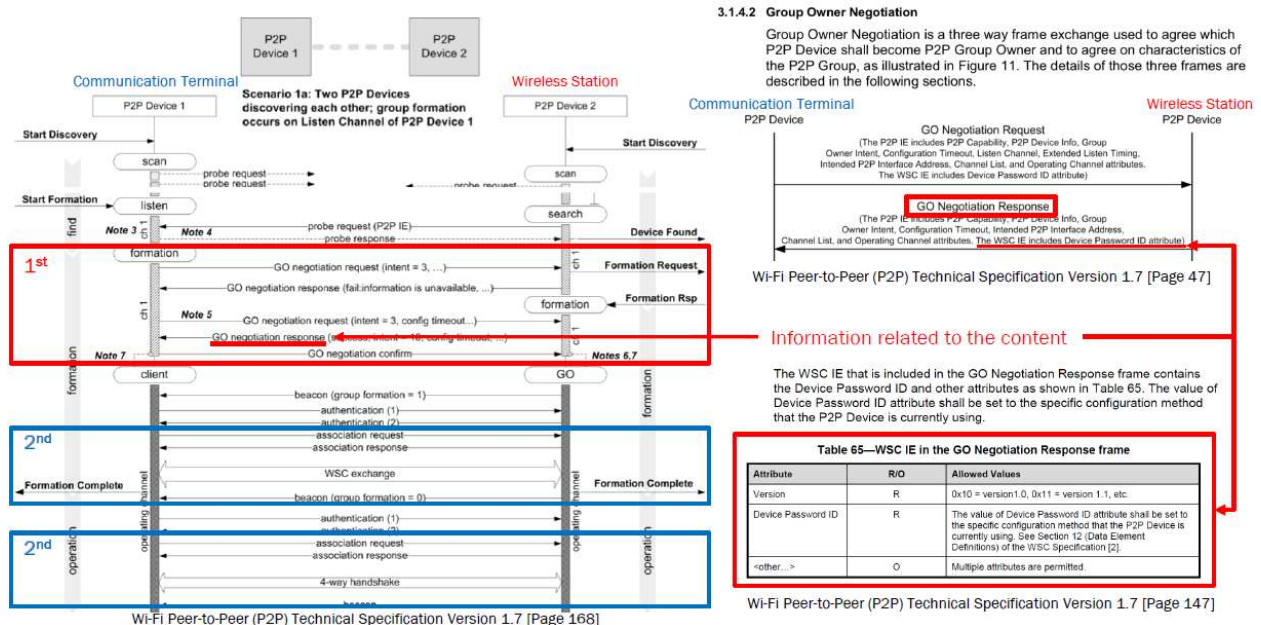 P2P
Device 1
P2P
Device 2
Communication Terminal
Wireless Station
P2P Device 1
Scenario 1a: Two P2P Devices
discovering each other; group formation
occurs on Listen Channel of P2P Device 1
P2P Device 2
Start Discovery
Start Discovery
scan
scan
probe request
probe request
probe request
Start Formation
listen
search
find
Note 3
ch 1
Note 4
probe request (P2P IE)
probe response
Device Found
1st
formation
GO negotiation request (intent = 3, ...)
ch 1
Formation Request
GO negotiation response (fail:information is unavailable, ...)
formation
Formation Rsp
ch 1
Note 5
GO negotiation request (intent = 3, config timeout...)
ch 1
GO negotiation response
Note 7
GO negotiation confirm
Notes 6,7
formation
client
GO
formation
beacon (group formation = 1)
authentication (1)
authentication (2)
2nd
association request
association response
WSC exchange
Formation Complete
Formation Complete
beacon (group formation = 0)
operating channel
operating channel
authentication (1)
2nd
association request
association response
operation
operation
4-way handshake
Wi-Fi Peer-to-Peer (P2P) Technical Specification Version 1.7 [Page 168]
3.1.4.2 Group Owner Negotiation
Group Owner Negotiation is a three way frame exchange used to agree which
P2P Device shall become P2P Group Owner and to agree on characteristics of
the P2P Group, as illustrated in Figure 11. The details of those three frames are
described in the following sections.
Communication Terminal
Wireless Station
P2P Device
P2P Device
GO Negotiation Request
(The P2P IE includes P2P Capability, P2P Device Info, Group
Owner Intent, Configuration Timeout, Listen Channel, Extended Listen Timing,
Intended P2P Interface Address, Channel List, and Operating Channel attributes.
The WSC IE includes Device Password ID attribute)
GO Negotiation Response
(The P2P IE includes P2P Capability, P2P Device Info, Group
Owner Intent, Configuration Timeout, Intended P2P Interface Address,
Channel List, and Operating Channel attributes. The WSC IE includes Device Password ID attribute)
Wi-Fi Peer-to-Peer (P2P) Technical Specification Version 1.7 [Page 47]
Information related to the content
The WSC IE that is included in the GO Negotiation Response frame contains
the Device Password ID and other attributes as shown in Table 65. The value of
Device Password ID attribute shall be set to the specific configuration method
that the P2P Device is currently using.
Table 65—WSC IE in the GO Negotiation Response frame
Attribute R/O Allowed Values
Version R 0x10 = version1.0, 0x11 = version 1.1, etc.
Device Password ID R The value of Device Password ID attribute shall be set to
the specific configuration method that the P2P Device is
currently using. See Section 12 (Data Element
Definitions) of the WSC Specification [2].
<other...> O Multiple attributes are permitted.
Wi-Fi Peer-to-Peer (P2P) Technical Specification Version 1.7 [Page 147]